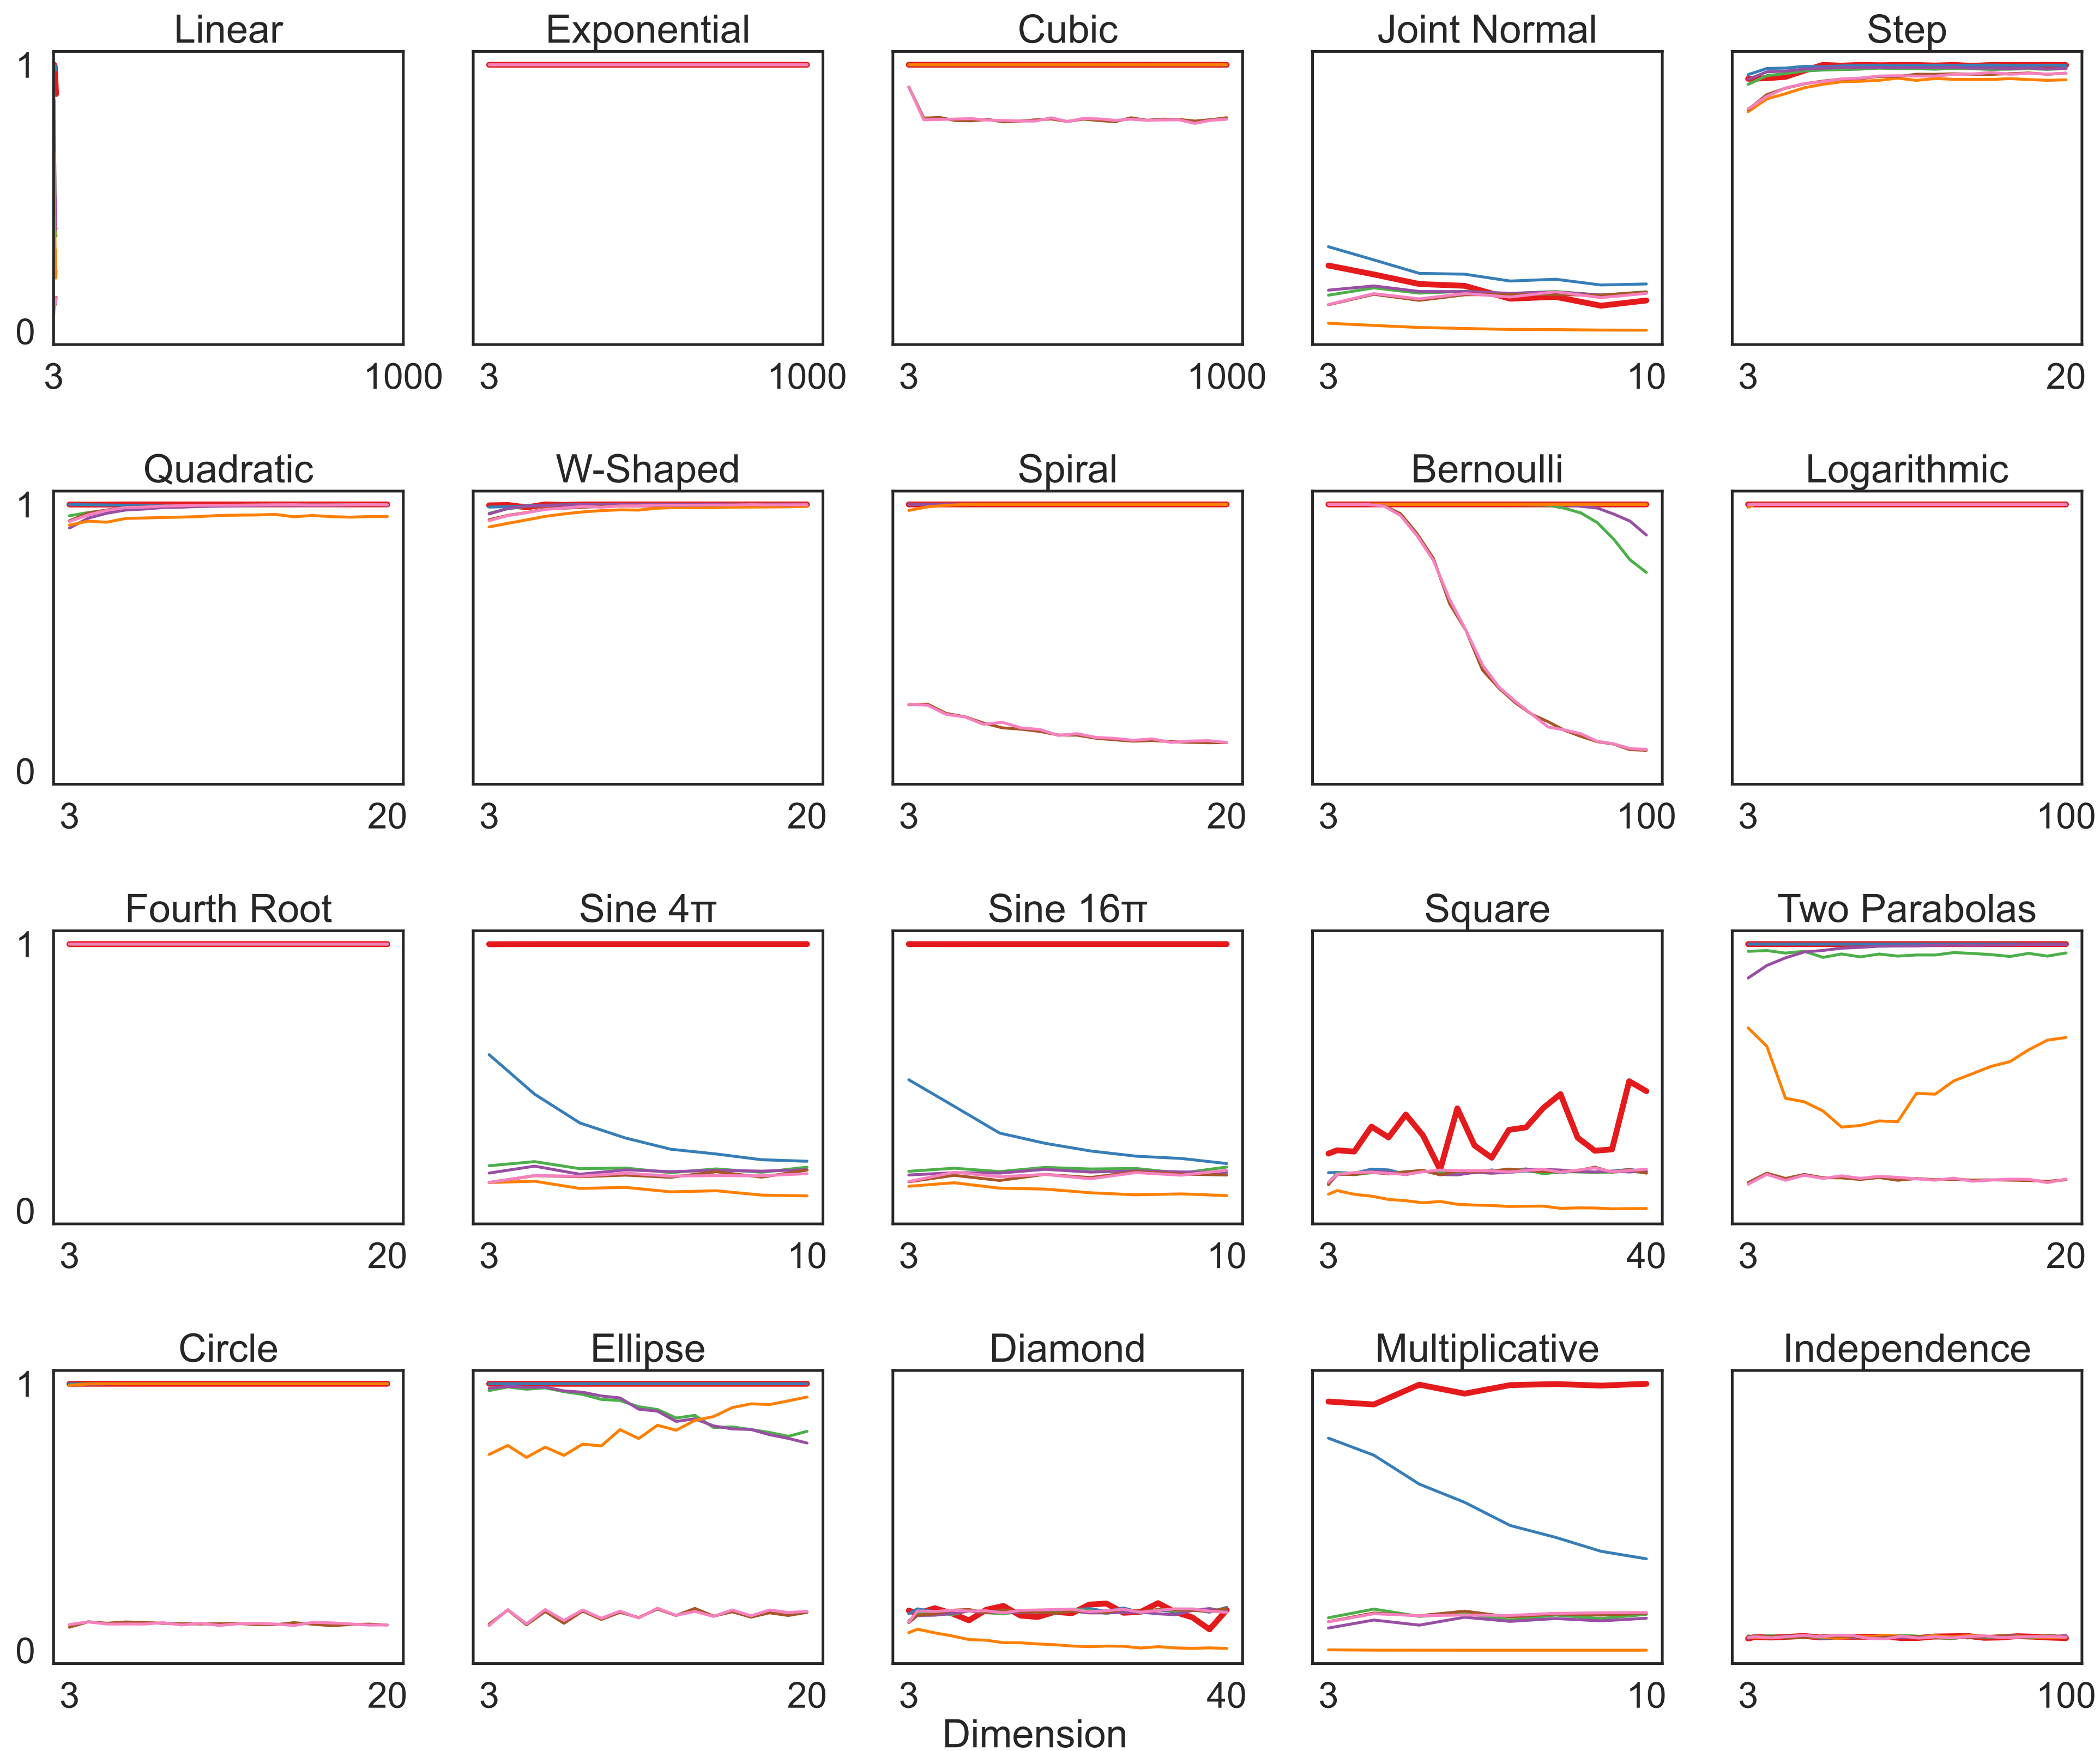 Linear Exponential Cubic Joint Normal Step
1
0
3 1000 3 1000 3 1000 3 10 3 20
Quadratic W-Shaped Spiral Bernoulli Logarithmic
1
0
3 20 3 20 3 20 3 100 3 100
Fourth Root Sine 4π Sine 16π Square Two Parabolas
1
0
3 20 3 10 3 10 3 40 3 20
Circle Ellipse Diamond Multiplicative Independence
1
0
3 20 3 20 3 40 3 10 3 100
Dimension